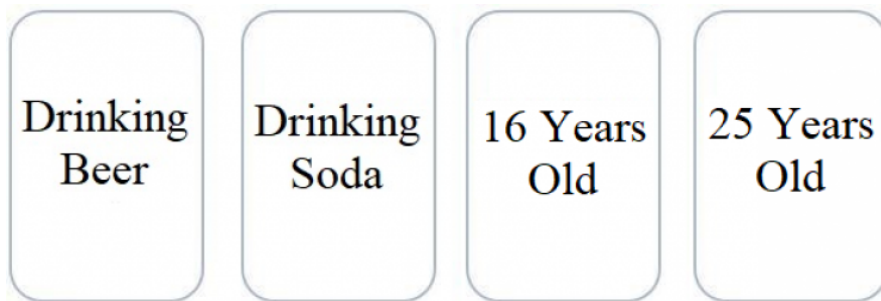 Drinking
Beer
Drinking
Soda
16 Years
Old
25 Years
Old